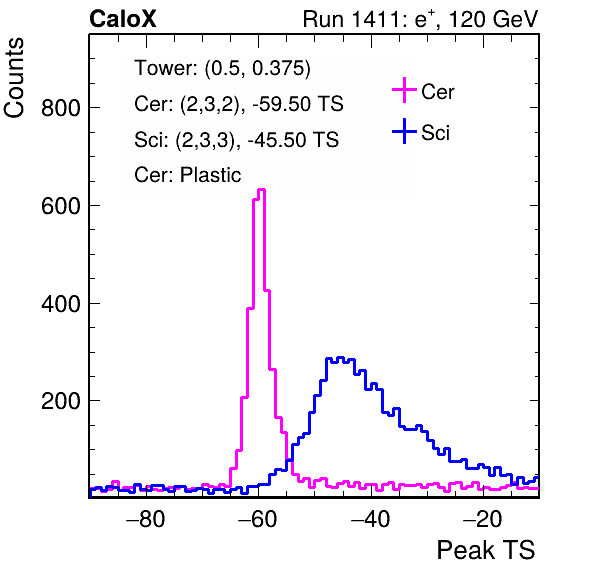 CaloX Run 1411: e⁺, 120 GeV
Counts
Tower: (0.5, 0.375)
Cer: (2,3,2), -59.50 TS
Sci: (2,3,3), -45.50 TS
Cer: Plastic
Cer
Sci
800
600
400
200
−80 −60 −40 −20
Peak TS